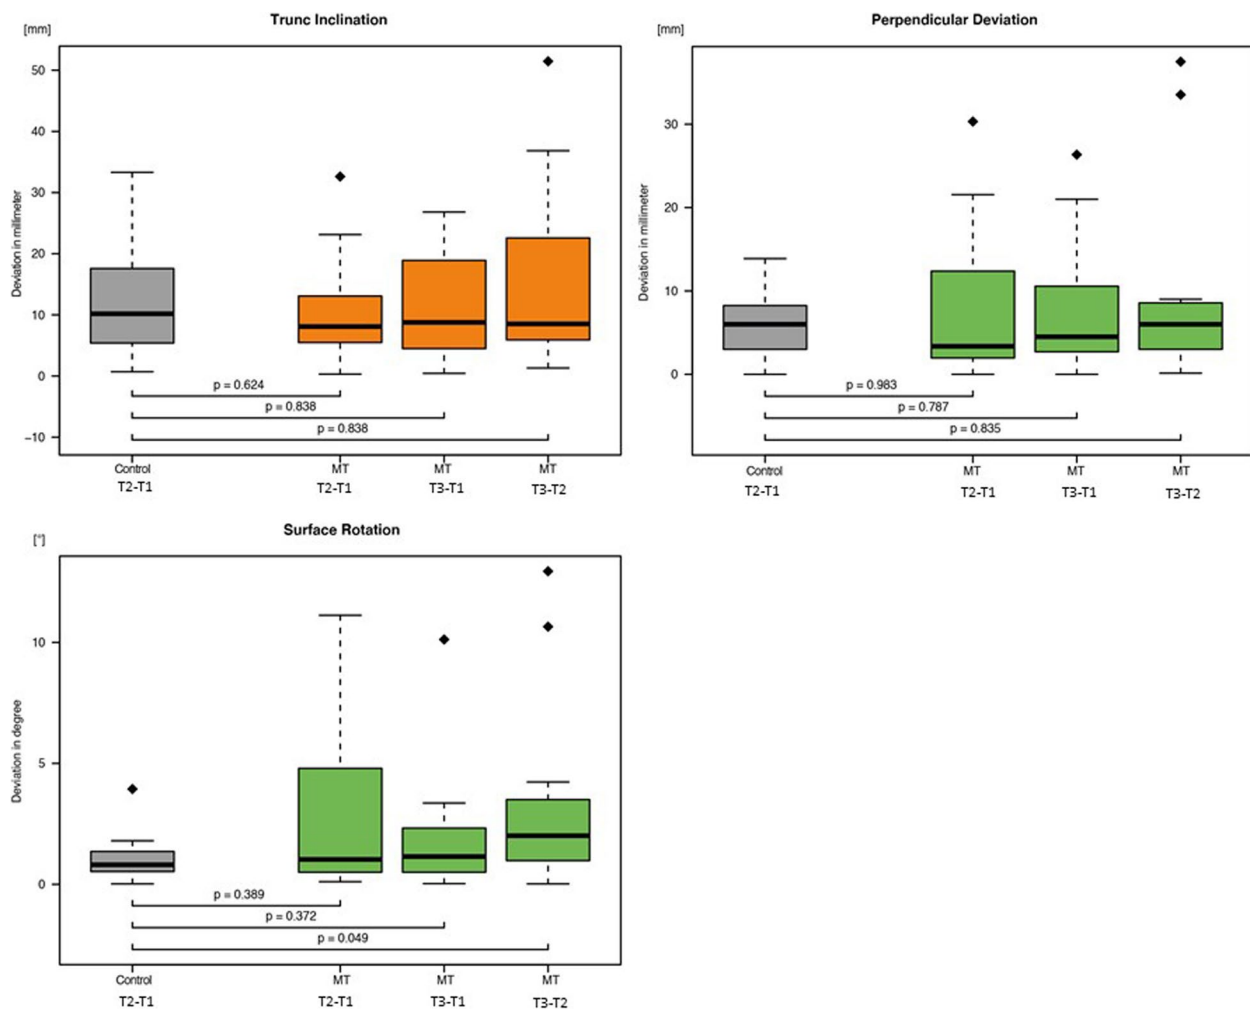 Trunc Inclination
[mm]
Deviation in millimeter
50
40
30
20
10
0
−10
p = 0.624
p = 0.838
p = 0.838
Control
T2-T1
MT
T2-T1
MT
T3-T1
MT
T3-T2
Perpendicular Deviation
[mm]
Deviation in millimeter
30
20
10
0
p = 0.983
p = 0.787
p = 0.835
Control
T2-T1
MT
T2-T1
MT
T3-T1
MT
T3-T2
Surface Rotation
[°]
Deviation in degree
10
5
0
p = 0.389
p = 0.372
p = 0.049
Control
T2-T1
MT
T2-T1
MT
T3-T1
MT
T3-T2